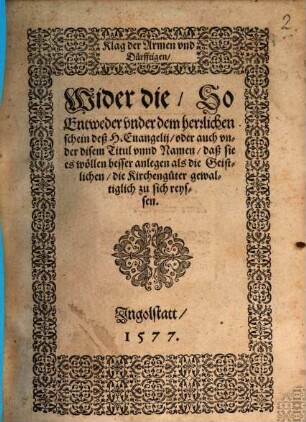 2
Klag der Armen vnd
Dürfftigen/
Wider die / So
Entweder vnder dem herrlichen
schein deß H. Euangelij / oder auch vn-
der disem Titul vnnd Namen / daß sie
es wöllen besser anlegen als die Geist-
lichen / die Kirchengüter gewal-
tiglich zu sich reys-
sen.
Ingolstatt /
1577.